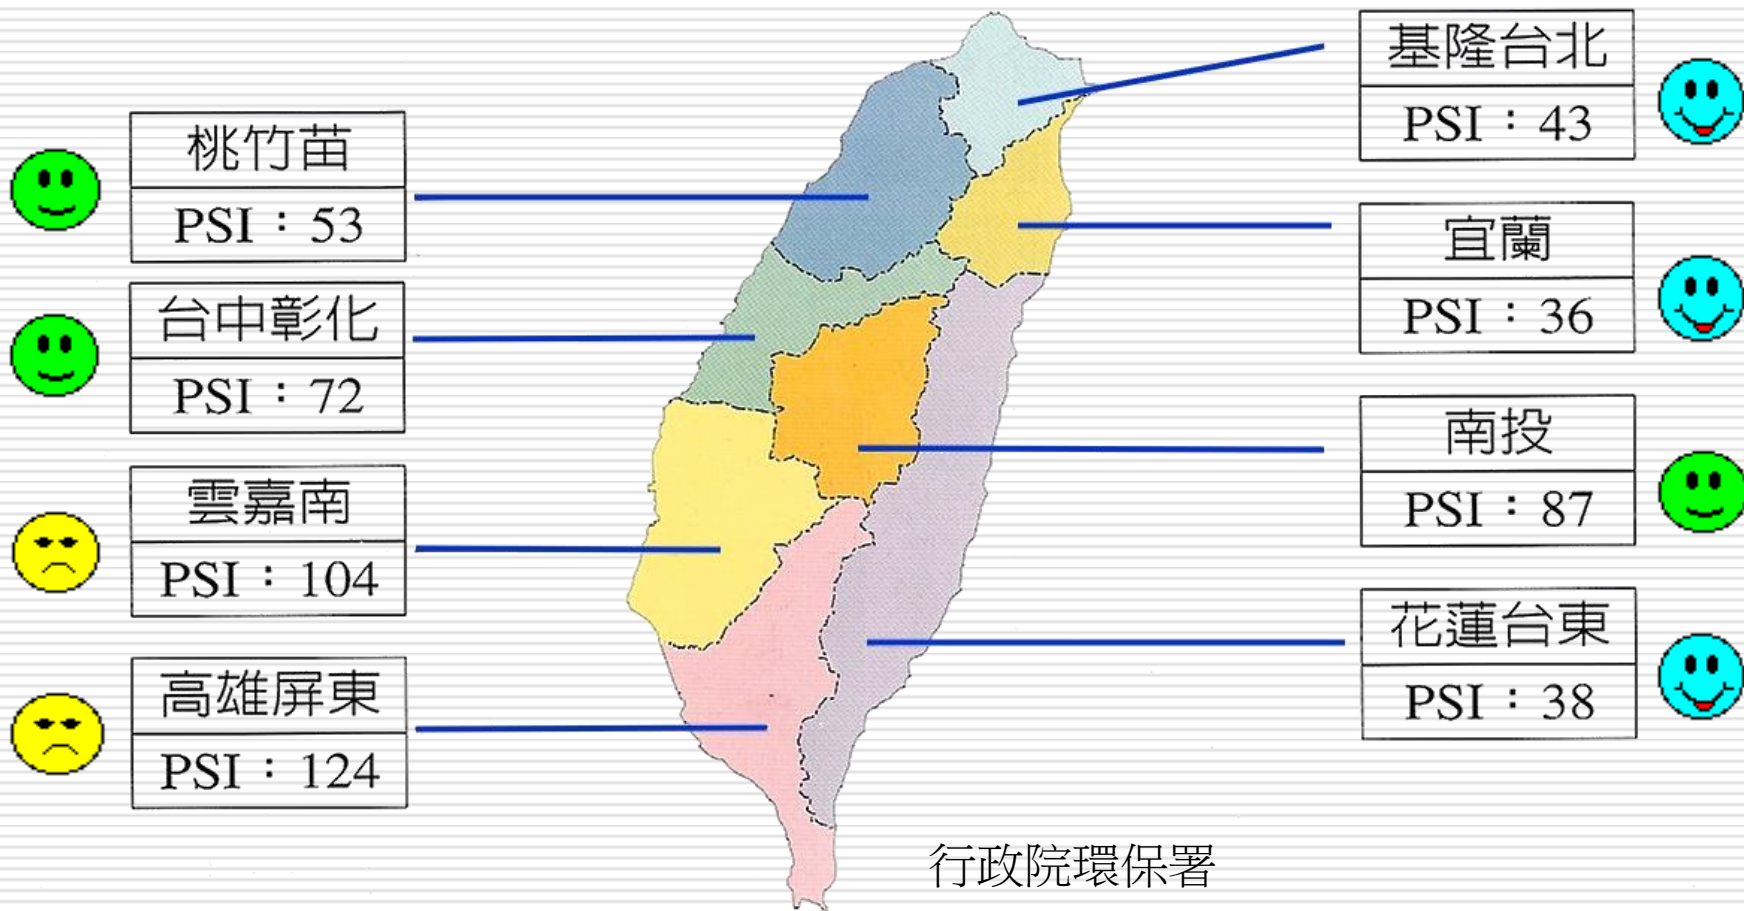 基隆台北
PSI：43
桃竹苗
PSI：53
宜蘭
PSI：36
台中彰化
PSI：72
南投
PSI：87
雲嘉南
PSI：104
花蓮台東
PSI：38
高雄屏東
PSI：124
行政院環保署